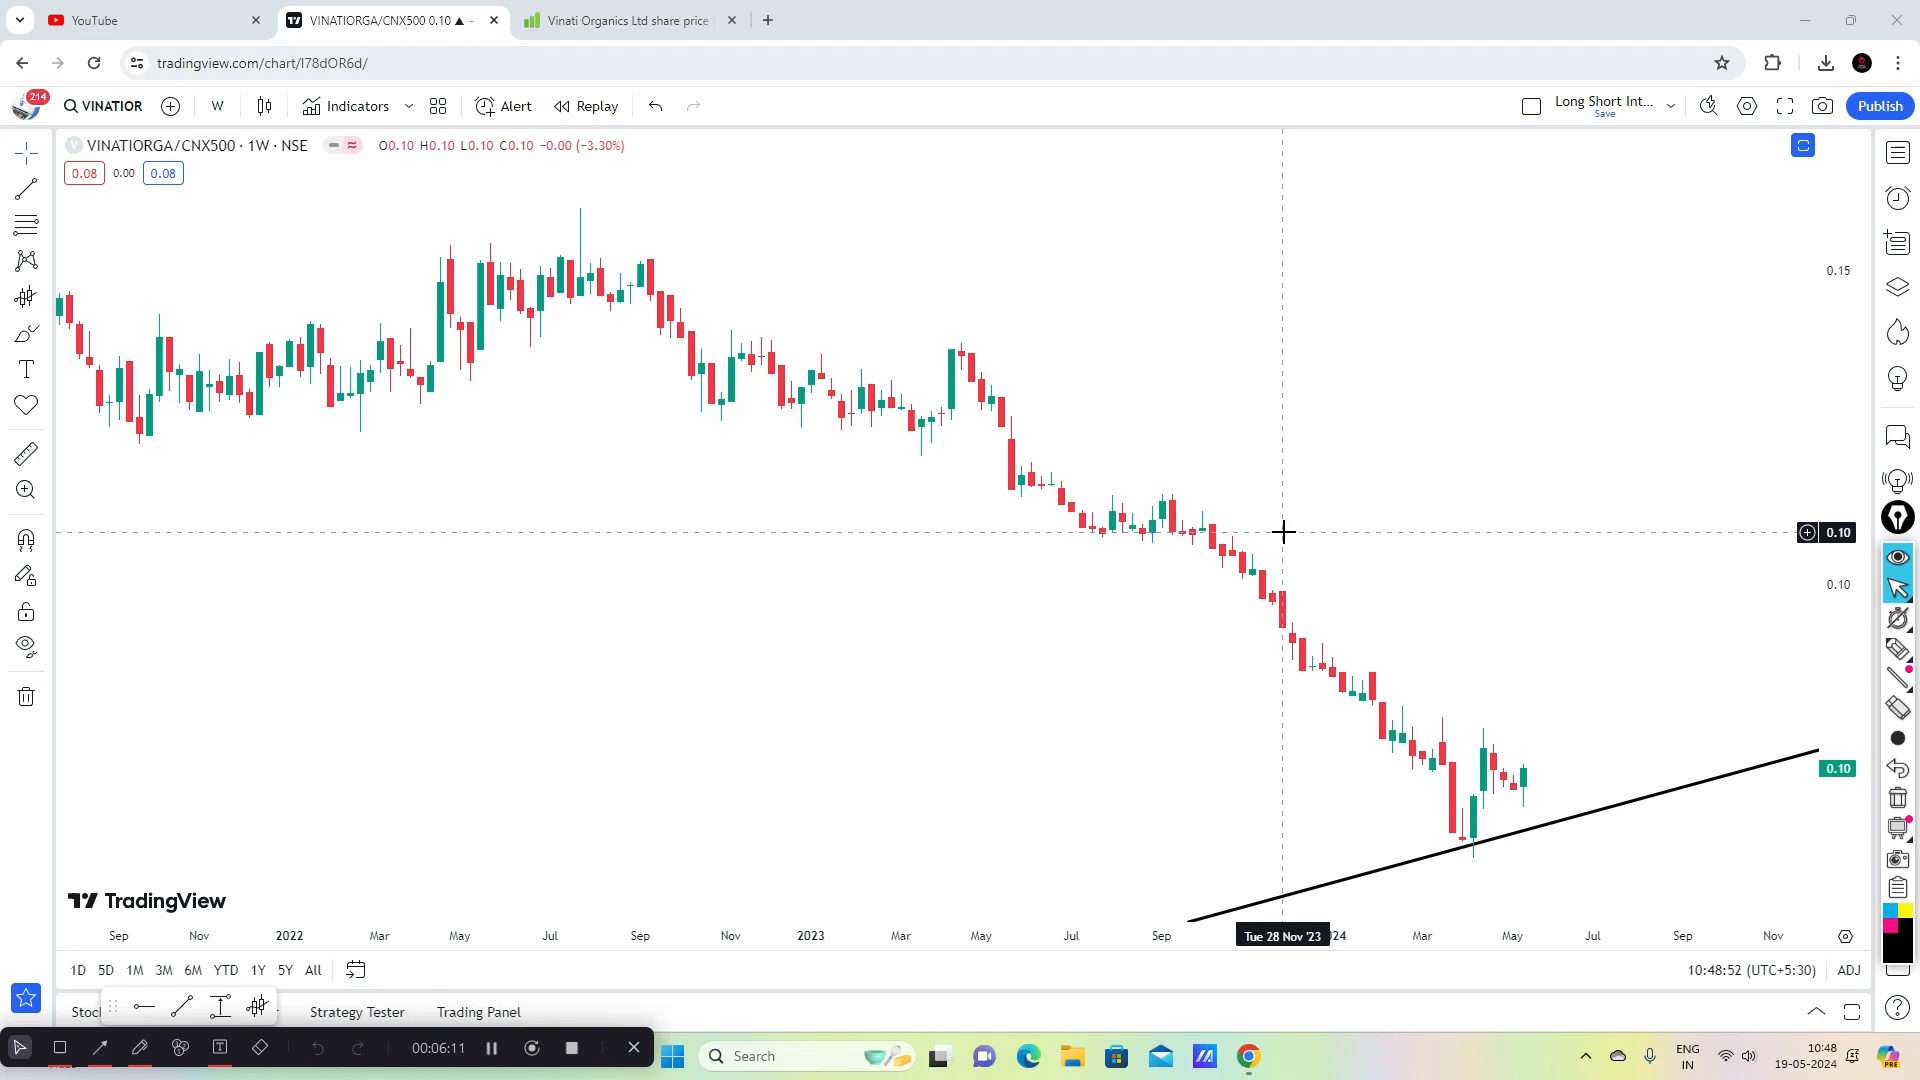 YouTube
VINATIORGA/CNX500 0.10 ▲
Vinati Organics Ltd share price
tradingview.com/chart/I78dOR6d/
214
VINATIOR
W
Indicators
Alert
Replay
Long Short Int...
Save
Publish
V
VINATIORGA/CNX500 · 1W · NSE
O0.10 H0.10 L0.10 C0.10 −0.00 (−3.30%)
0.08
0.00
0.08
0.15
0.10
0.10
0.10
TradingView
Sep
Nov
2022
Mar
May
Jul
Sep
Nov
2023
Mar
May
Jul
Sep
Tue 28 Nov '23
24
Mar
May
Jul
Sep
Nov
1D
5D
1M
3M
6M
YTD
1Y
5Y
All
10:48:52 (UTC+5:30)
ADJ
Stoc
Strategy Tester
Trading Panel
00:06:11
Search
ENG
IN
10:48
19-05-2024
PRE